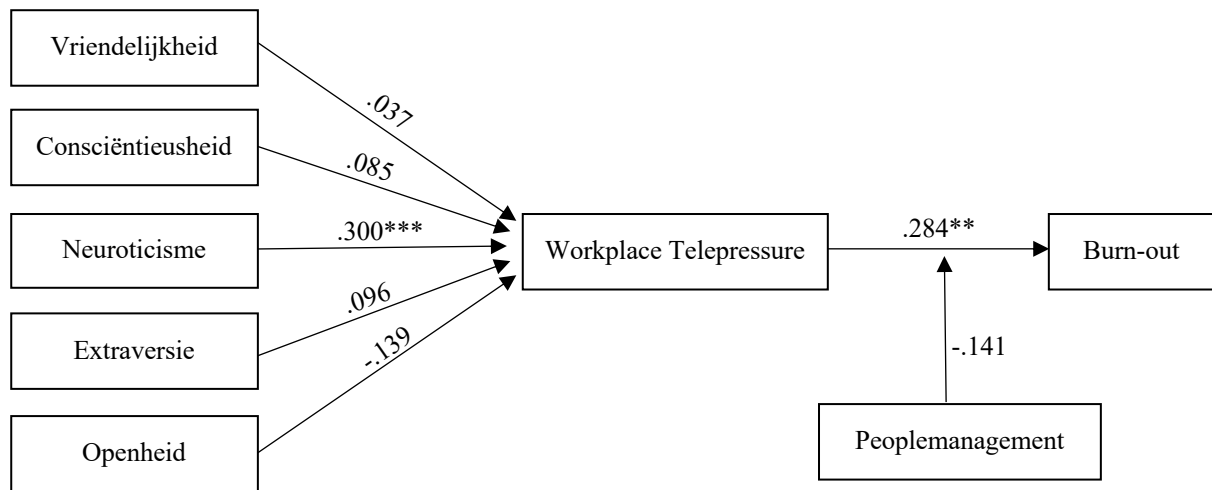 Vriendelijkheid
.037
Consciëntieusheid
.085
Neuroticisme
.300***
Workplace Telepressure
.284**
Burn-out
.096
Extraversie
-.139
-.141
Openheid
Peoplemanagement